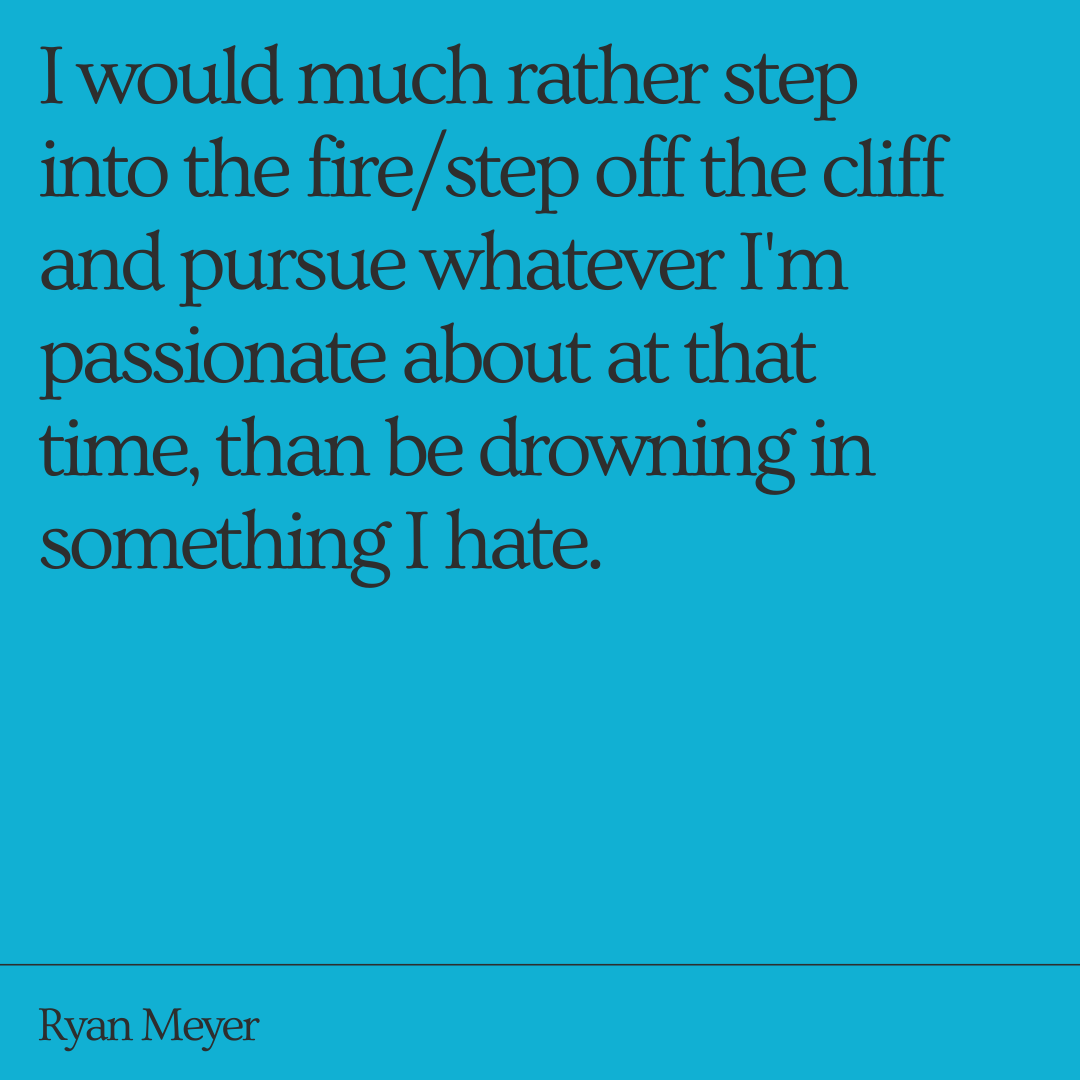 I would much rather step
into the fire/step off the cliff
and pursue whatever I'm
passionate about at that
time, than be drowning in
something I hate.
Ryan Meyer